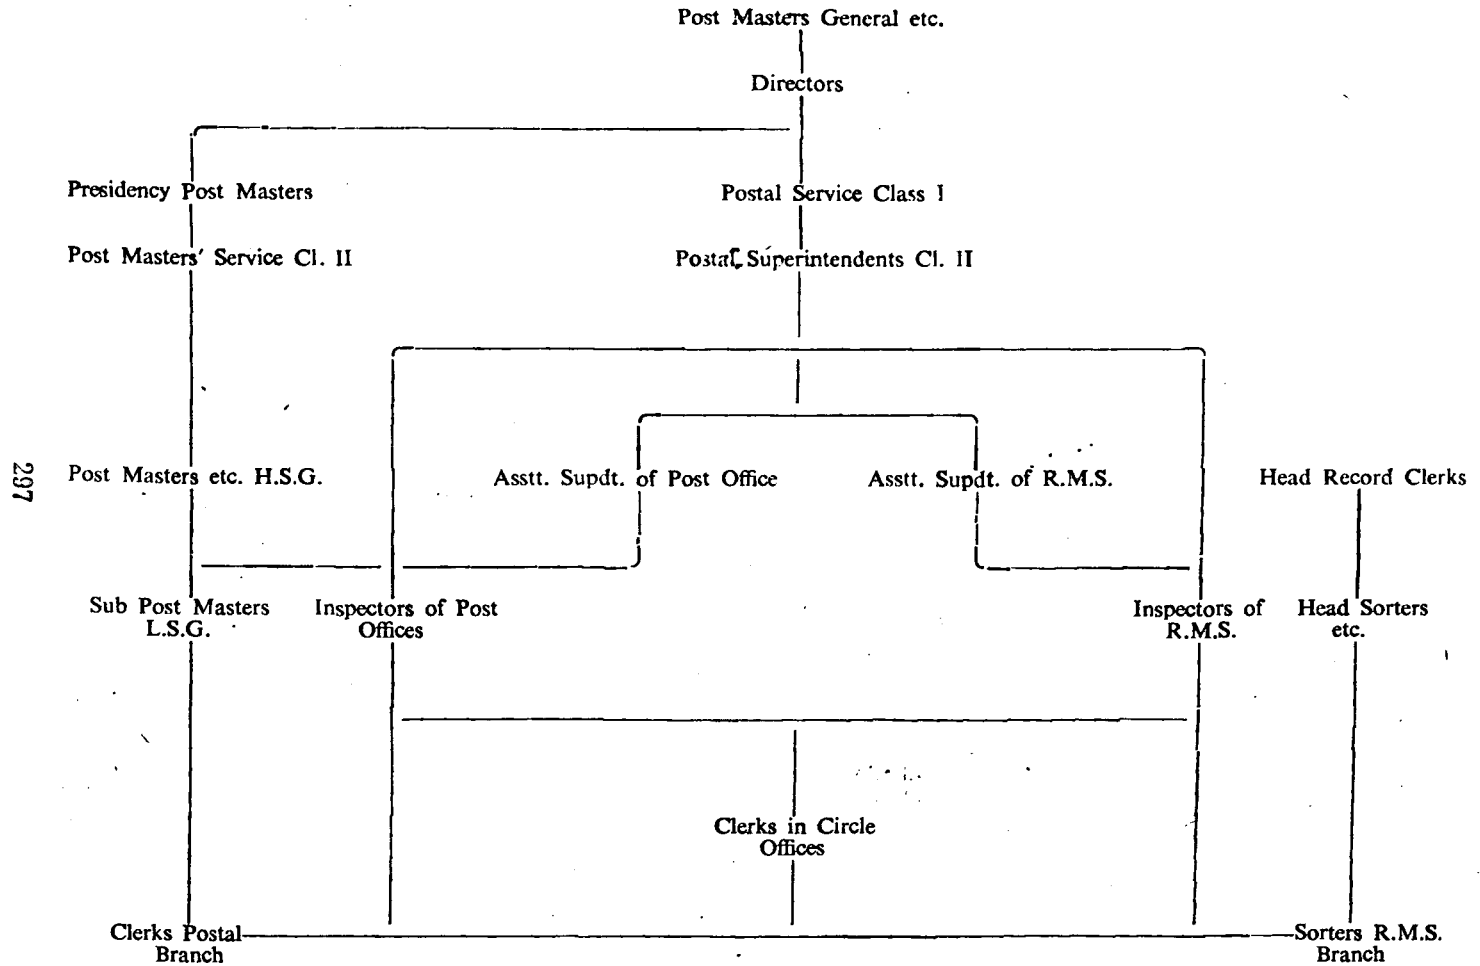 Post Masters General etc.
Directors
Presidency Post Masters
Postal Service Class I
Post Masters' Service Cl. II
Postal Superintendents Cl. II
297
Post Masters etc. H.S.G.
Asstt. Supdt. of Post Office
Asstt. Supdt. of R.M.S.
Head Record Clerks
Sub Post Masters
L.S.G.
Inspectors of Post
Offices
Inspectors of
R.M.S.
Head Sorters
etc.
Clerks in Circle
Offices
Clerks Postal
Branch
Sorters R.M.S.
Branch